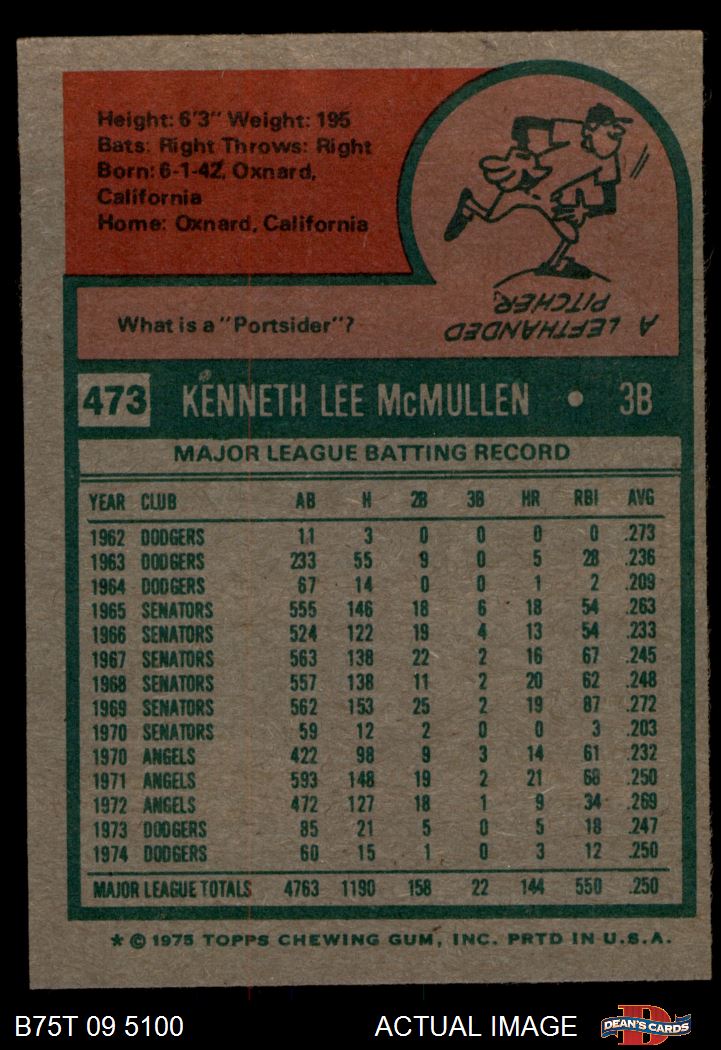 Height: 6'3" Weight: 195
Bats: Right Throws: Right
Born: 6-1-42, Oxnard,
California
Home: Oxnard, California
What is a "Portsider"?
A LEFTHANDED
PITCHER
473 KENNETH LEE McMULLEN • 3B
MAJOR LEAGUE BATTING RECORD
YEAR CLUB AB H 2B 3B HR RBI AVG
1962 DODGERS 11 3 0 0 0 0 .273
1963 DODGERS 233 55 9 0 5 28 .236
1964 DODGERS 67 14 0 0 1 2 .209
1965 SENATORS 555 146 18 6 18 54 .263
1966 SENATORS 524 122 19 4 13 54 .233
1967 SENATORS 563 138 22 2 16 67 .245
1968 SENATORS 557 138 11 2 20 62 .248
1969 SENATORS 562 153 25 2 19 87 .272
1970 SENATORS 59 12 2 0 0 3 .203
1970 ANGELS 422 98 9 3 14 61 .232
1971 ANGELS 593 148 19 2 21 68 .250
1972 ANGELS 472 127 18 1 9 34 .269
1973 DODGERS 85 21 5 0 5 18 .247
1974 DODGERS 60 15 1 0 3 12 .250
MAJOR LEAGUE TOTALS 4763 1190 158 22 144 550 .250
* © 1975 TOPPS CHEWING GUM, INC. PRTD IN U.S.A.
B75T 09 5100 ACTUAL IMAGE DEAN'S CARDS